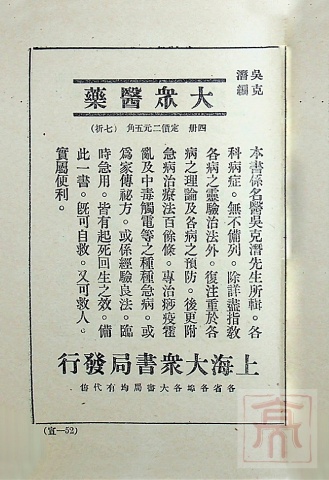 吳克潛編
大衆醫藥
四册 定價二元五角 (七折)
本書係名醫吳克潛先生所輯。各
科病症。無不備列。除詳盡指敎
各病之靈驗治法外。復注重於各
病之理論及各病之預防。後更附
急病治療法百餘條。專治痧疫霍
亂及中毒觸電等之種種急病。或
爲家傳祕方。或係經驗良法。臨
時急用。皆有起死回生之效。備
此一書。旣可自救。又可救人。
實屬便利。
上海大衆書局發行
各省各埠各大書局均有代售
(宣—52)